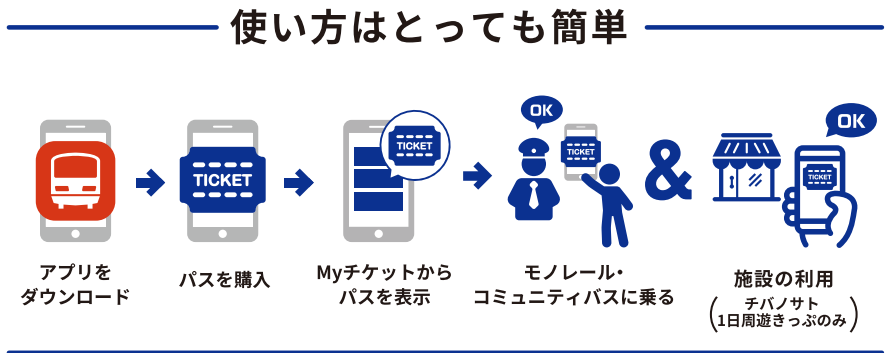 使い方はとっても簡単
OK
OK
TICKET
TICKET
TICKET
TICKET
&
アプリを
ダウンロード
パスを購入
Myチケットから
パスを表示
モノレール・
コミュニティバスに乗る
施設の利用
(チバノサト
1日周遊きっぷのみ)